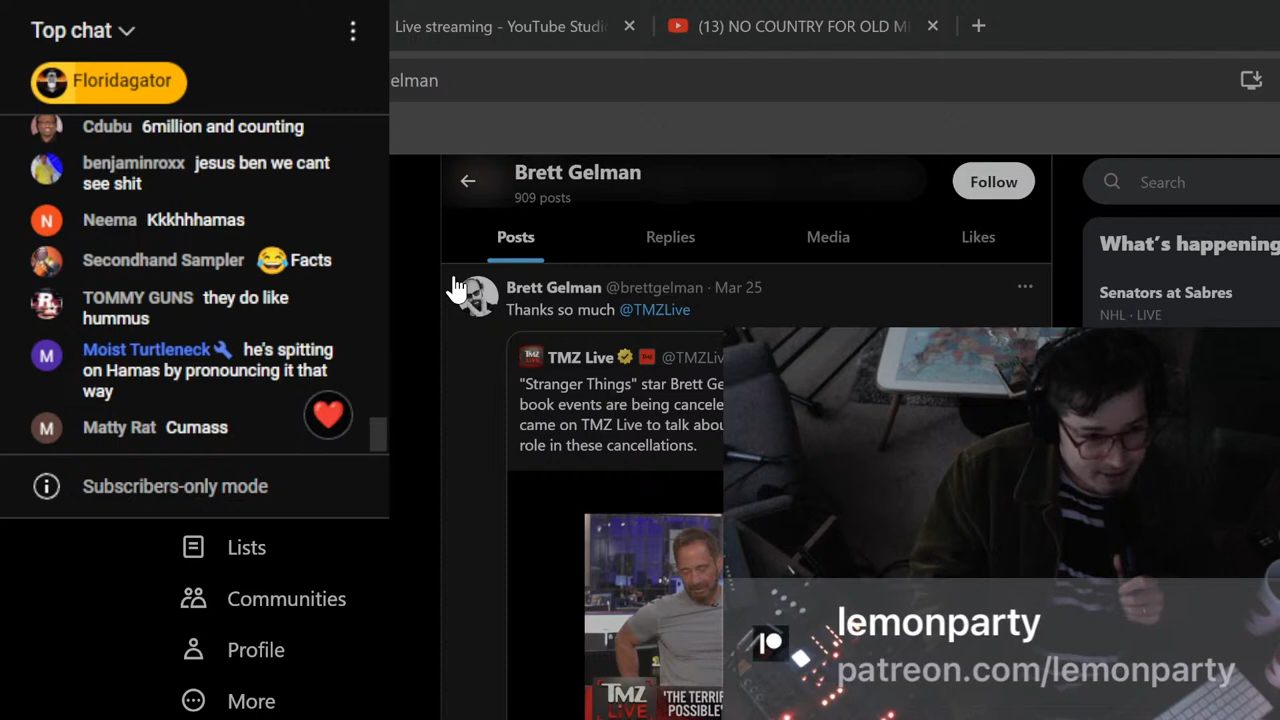 Top chat
Floridagator
Cdubu 6million and counting
benjaminroxx jesus ben we cant
see shit
Neema Kkkhhhamas
Secondhand Sampler 😂Facts
TOMMY GUNS they do like
hummus
Moist Turtleneck he's spitting
on Hamas by pronouncing it that
way
Matty Rat Cumass
Subscribers-only mode
Lists
Communities
Profile
More
Live streaming - YouTube Studi
(13) NO COUNTRY FOR OLD M
elman
Brett Gelman
909 posts
Follow
Posts Replies Media Likes
Brett Gelman @brettgelman · Mar 25
Thanks so much @TMZLive
TMZ Live @TMZLiv
"Stranger Things" star Brett Ge
book events are being cancele
came on TMZ Live to talk abou
role in these cancellations.
TMZ LIVE
'THE TERRIF
POSSIBLE
Search
What's happening
Senators at Sabres
NHL · LIVE
lemonparty
patreon.com/lemonparty